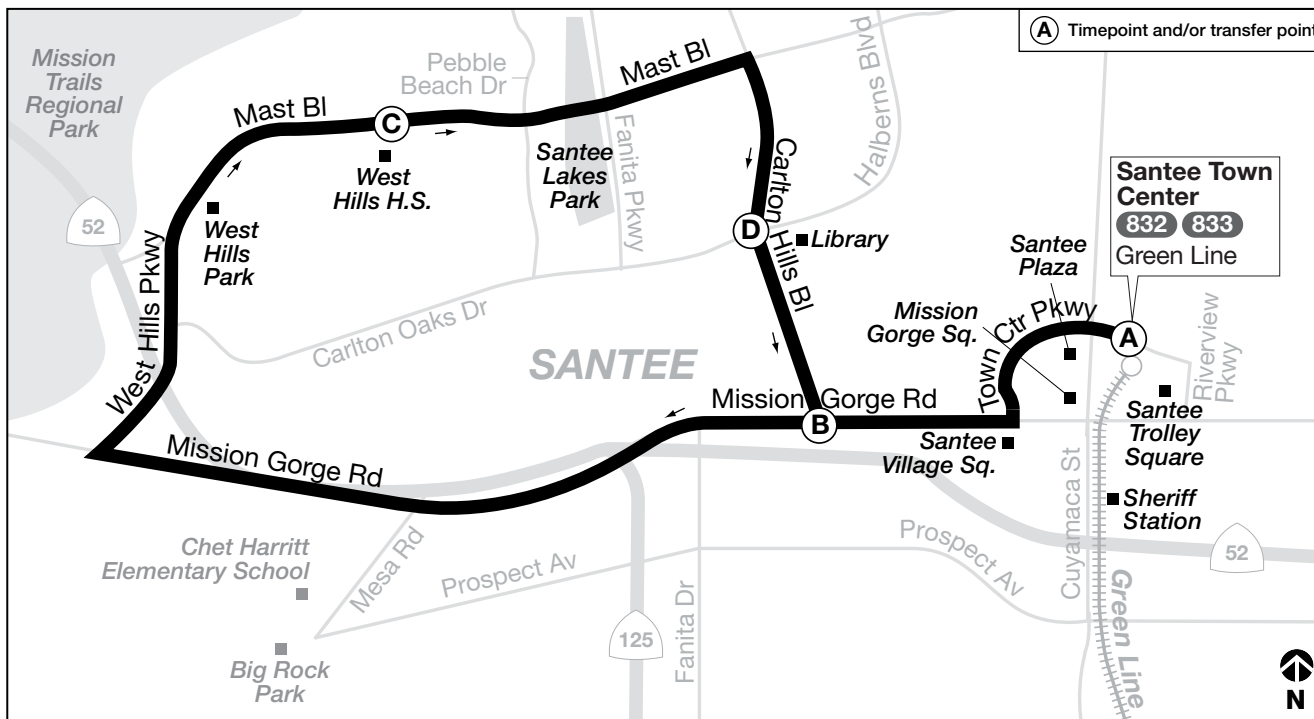 A Timepoint and/or transfer point
Mission
Trails
Regional
Park
Pebble
Beach Dr
Mast Bl
Halberns Blvd
Mast Bl
C
West
Hills H.S.
Santee
Lakes
Park
Fanita Pkwy
Carlton Hills Bl
Santee Town
Center
832 833
Green Line
52
West
Hills
Park
D
Library
Santee
Plaza
West Hills Pkwy
Carlton Oaks Dr
SANTEE
Mission
Gorge Sq.
Town Ctr Pkwy
A
Riverview
Pkwy
Mission Gorge Rd
B
Santee
Village Sq.
Santee
Trolley
Square
Mission Gorge Rd
Cuyamaca St
Sheriff
Station
Chet Harritt
Elementary School
Mesa Rd
Prospect Av
Prospect Av
52
Green Line
Big Rock
Park
125
Fanita Dr
N